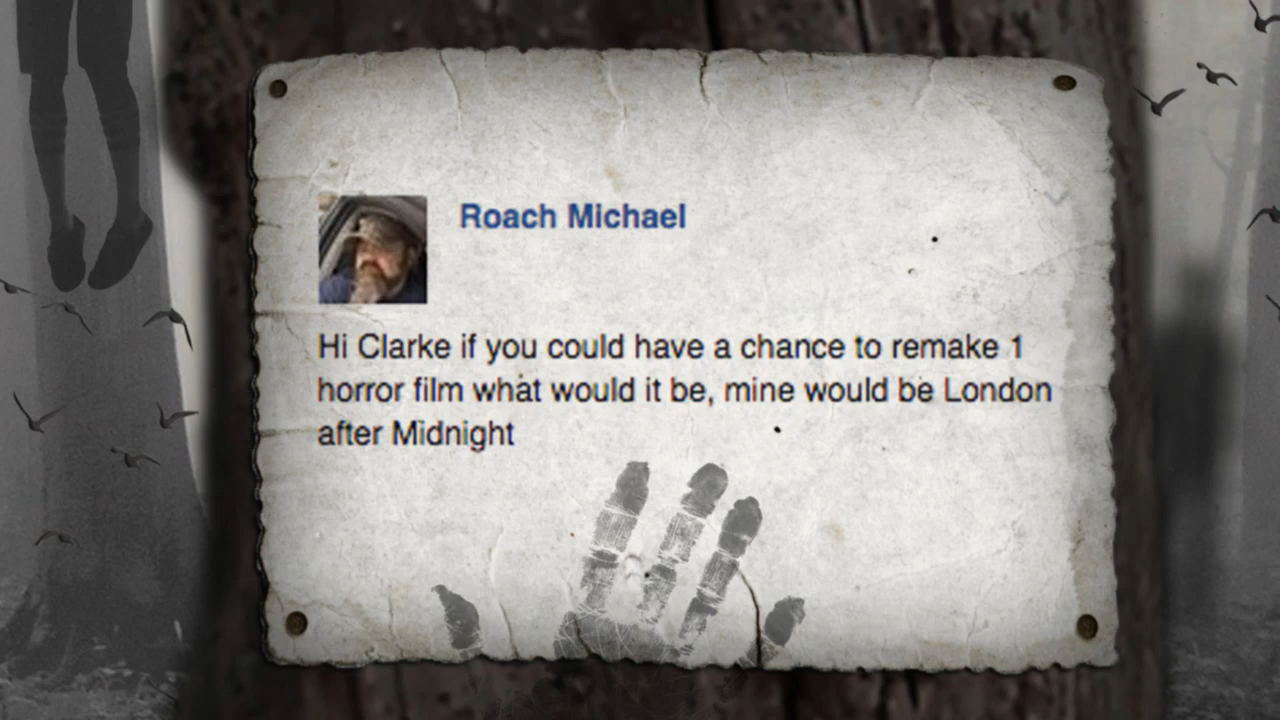 Roach Michael
Hi Clarke if you could have a chance to remake 1
horror film what would it be, mine would be London
after Midnight